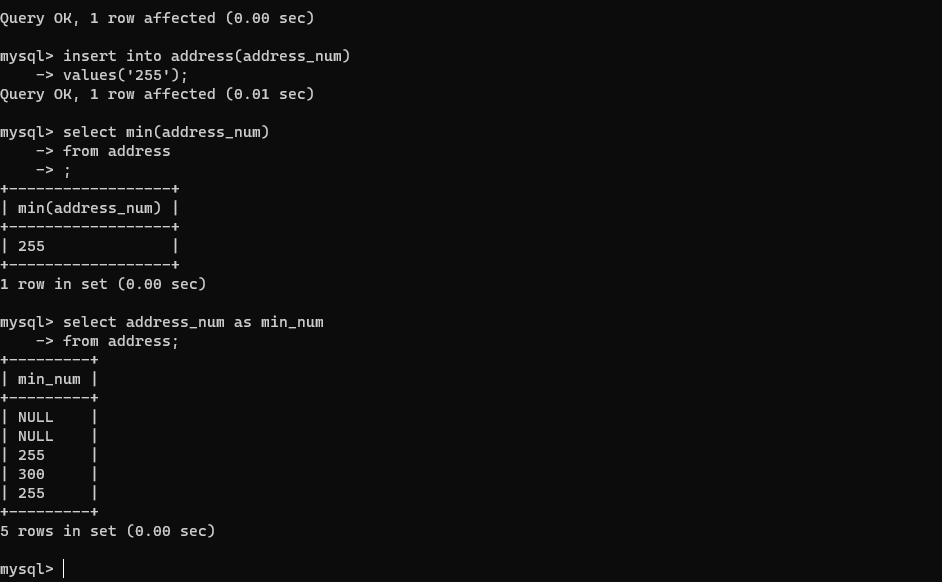 Query OK, 1 row affected (0.00 sec)
mysql> insert into address(address_num)
    -> values('255');
Query OK, 1 row affected (0.01 sec)
mysql> select min(address_num)
    -> from address
    -> ;
+------------------+
| min(address_num) |
+------------------+
| 255              |
+------------------+
1 row in set (0.00 sec)
mysql> select address_num as min_num
    -> from address;
+---------+
| min_num |
+---------+
| NULL    |
| NULL    |
| 255     |
| 300     |
| 255     |
+---------+
5 rows in set (0.00 sec)
mysql>